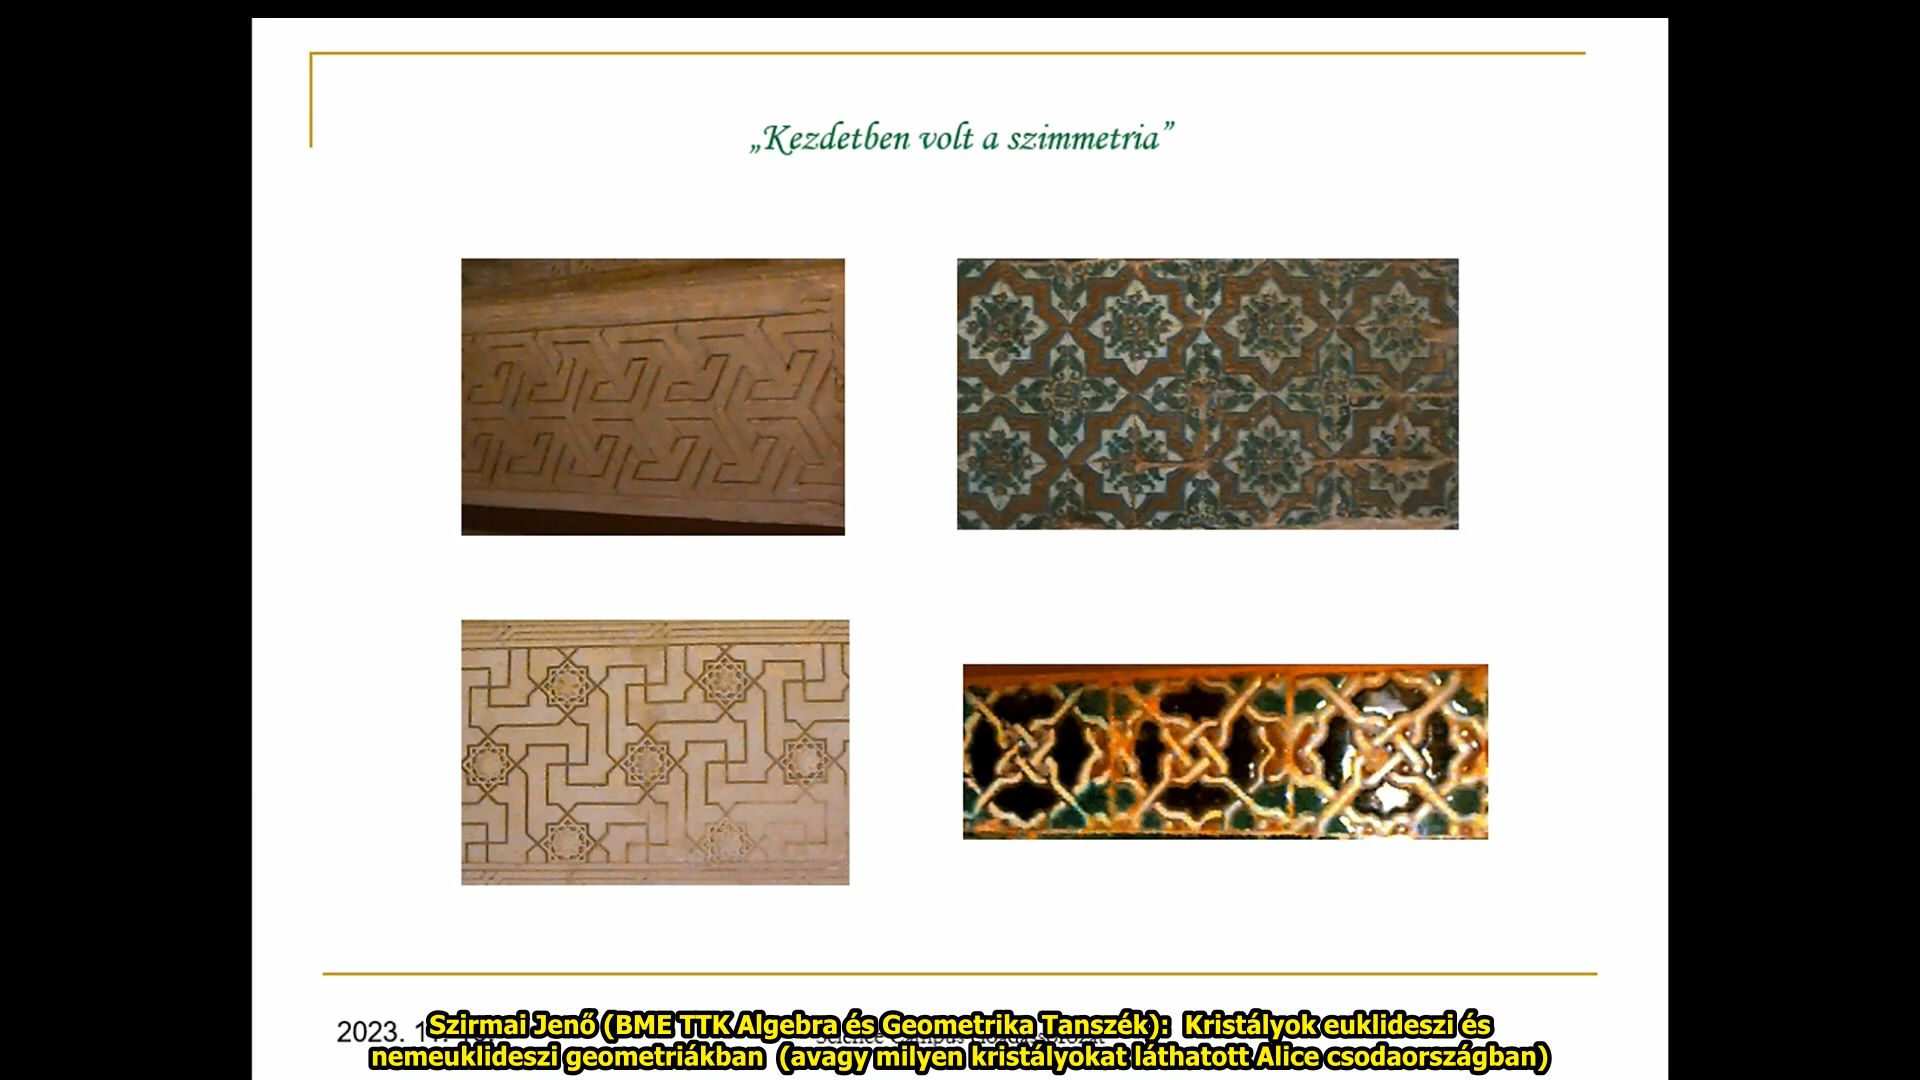 „Kezdetben volt a szimmetria”
2023. 1
Szirmai Jenő (BME TTK Algebra és Geometrika Tanszék): Kristályok euklideszi és
nemeuklideszi geometriákban (avagy milyen kristályokat láthatott Alice csodaországban)